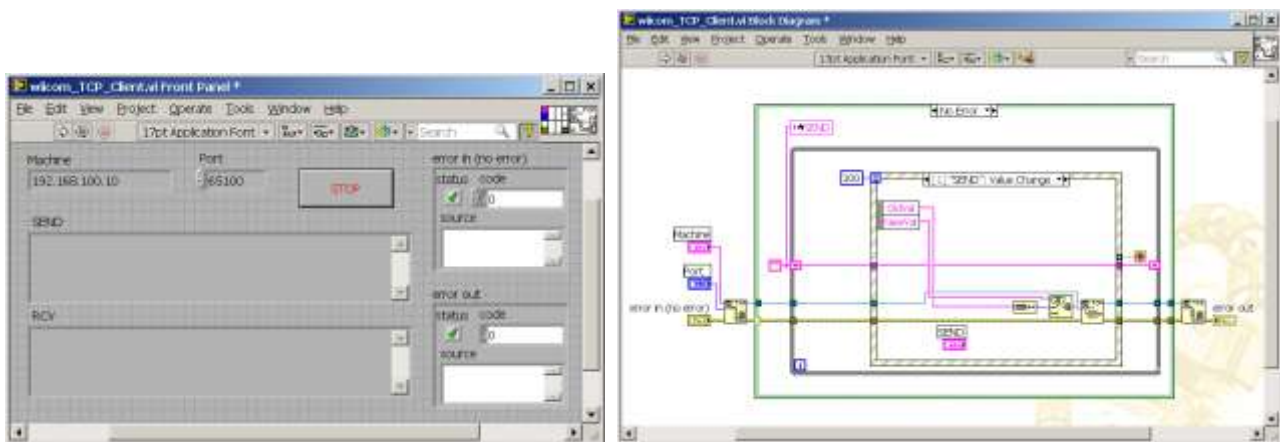 wlicom_TCP_Client.vi Front Panel *
File Edit View Project Operate Tools Window Help
17pt Application Font
Search
Machine
192.168.100.10
Port
65100
STOP
SEND
RCV
error in (no error)
status code
0
source
error out
status code
0
source
wlicom_TCP_Client.vi Block Diagram *
File Edit View Project Operate Tools Window Help
17pt Application Font
Search
No Error
SEND
200
[1] "SEND": Value Change
OldVal
NewVal
Machine
Port
error in (no error)
SEND
error out
i